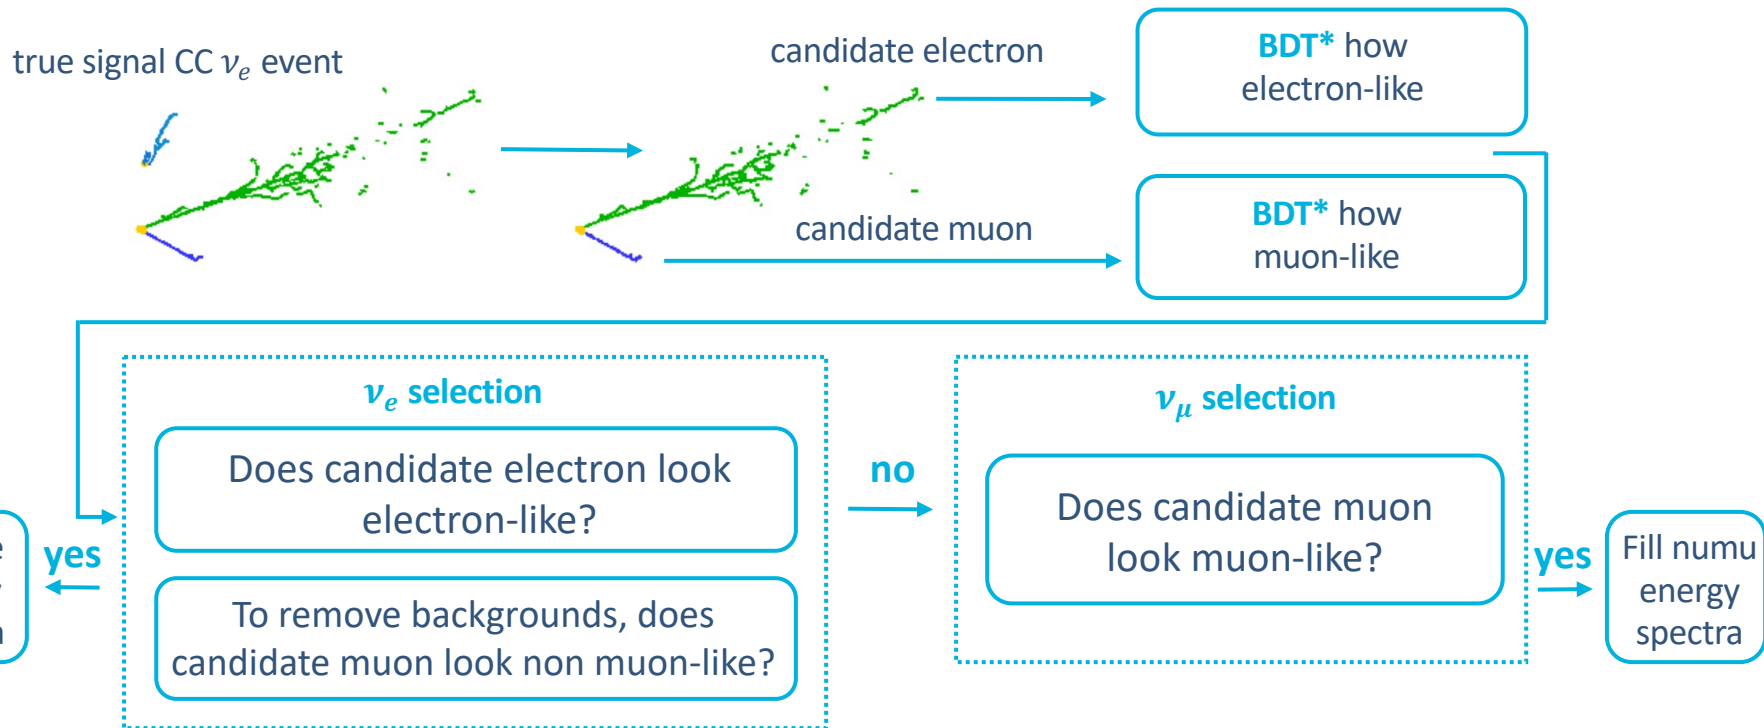 true signal CC νe event
candidate electron
BDT* how
electron-like
candidate muon
BDT* how
muon-like
νe selection
Does candidate electron look
electron-like?
To remove backgrounds, does
candidate muon look non muon-like?
yes
no
νμ selection
Does candidate muon
look muon-like?
yes
Fill numu
energy
spectra